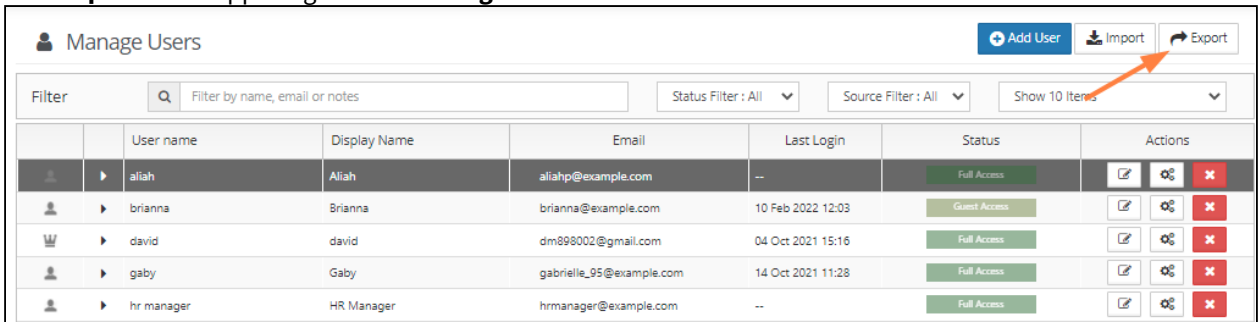 Manage Users
Add User
Import
Export
Filter
Filter by name, email or notes
Status Filter : All
Source Filter : All
Show 10 Items
User name Display Name Email Last Login Status Actions
aliah Aliah aliahp@example.com -- Full Access
brianna Brianna brianna@example.com 10 Feb 2022 12:03 Guest Access
david david dm898002@gmail.com 04 Oct 2021 15:16 Full Access
gaby Gaby gabrielle_95@example.com 14 Oct 2021 11:28 Full Access
hr manager HR Manager hrmanager@example.com -- Full Access